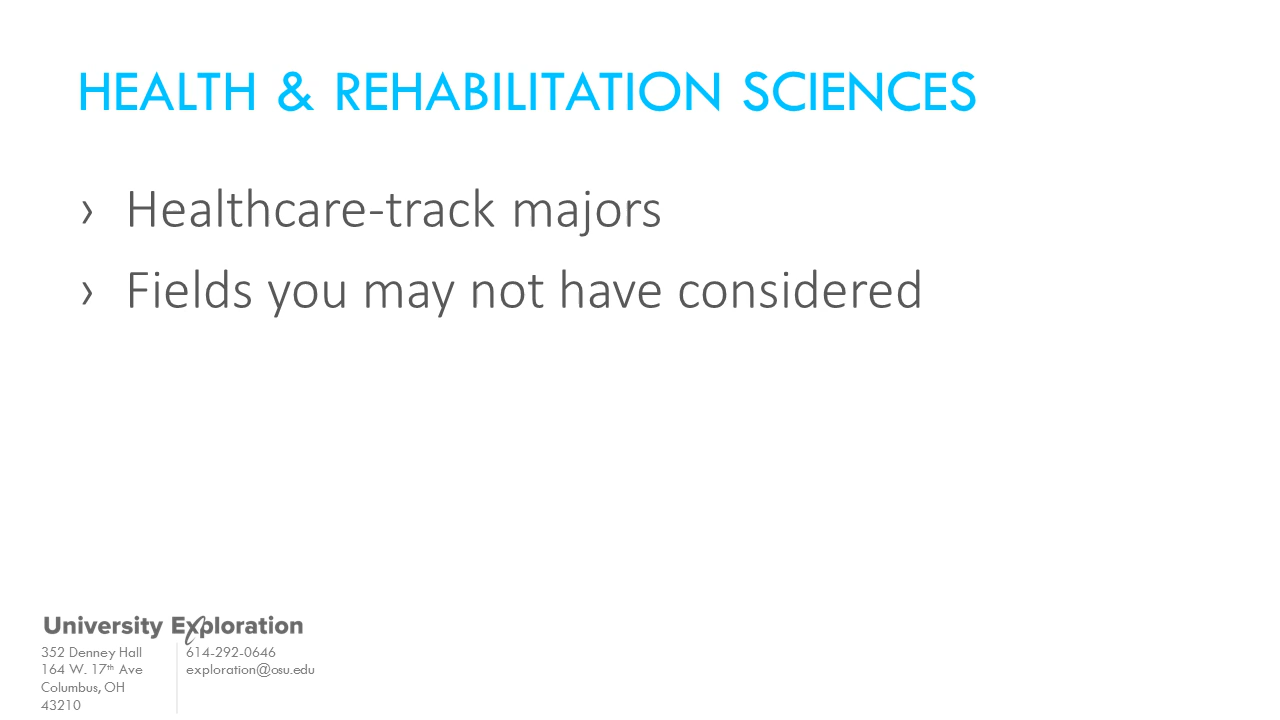 HEALTH & REHABILITATION SCIENCES
› Healthcare-track majors
› Fields you may not have considered
University Exploration
352 Denney Hall
164 W. 17th Ave
Columbus, OH
43210
614-292-0646
exploration@osu.edu